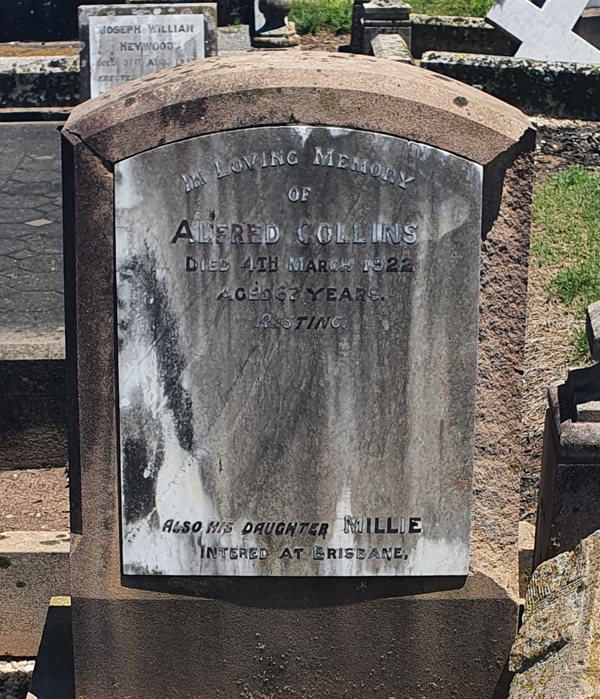 JOSEPH WILLIAM
HEYWOOD
IN LOVING MEMORY
OF
ALFRED COLLINS
DIED 4TH MARCH 1922
AGED 67 YEARS.
RESTING.
ALSO HIS DAUGHTER MILLIE
INTERED AT BRISBANE.